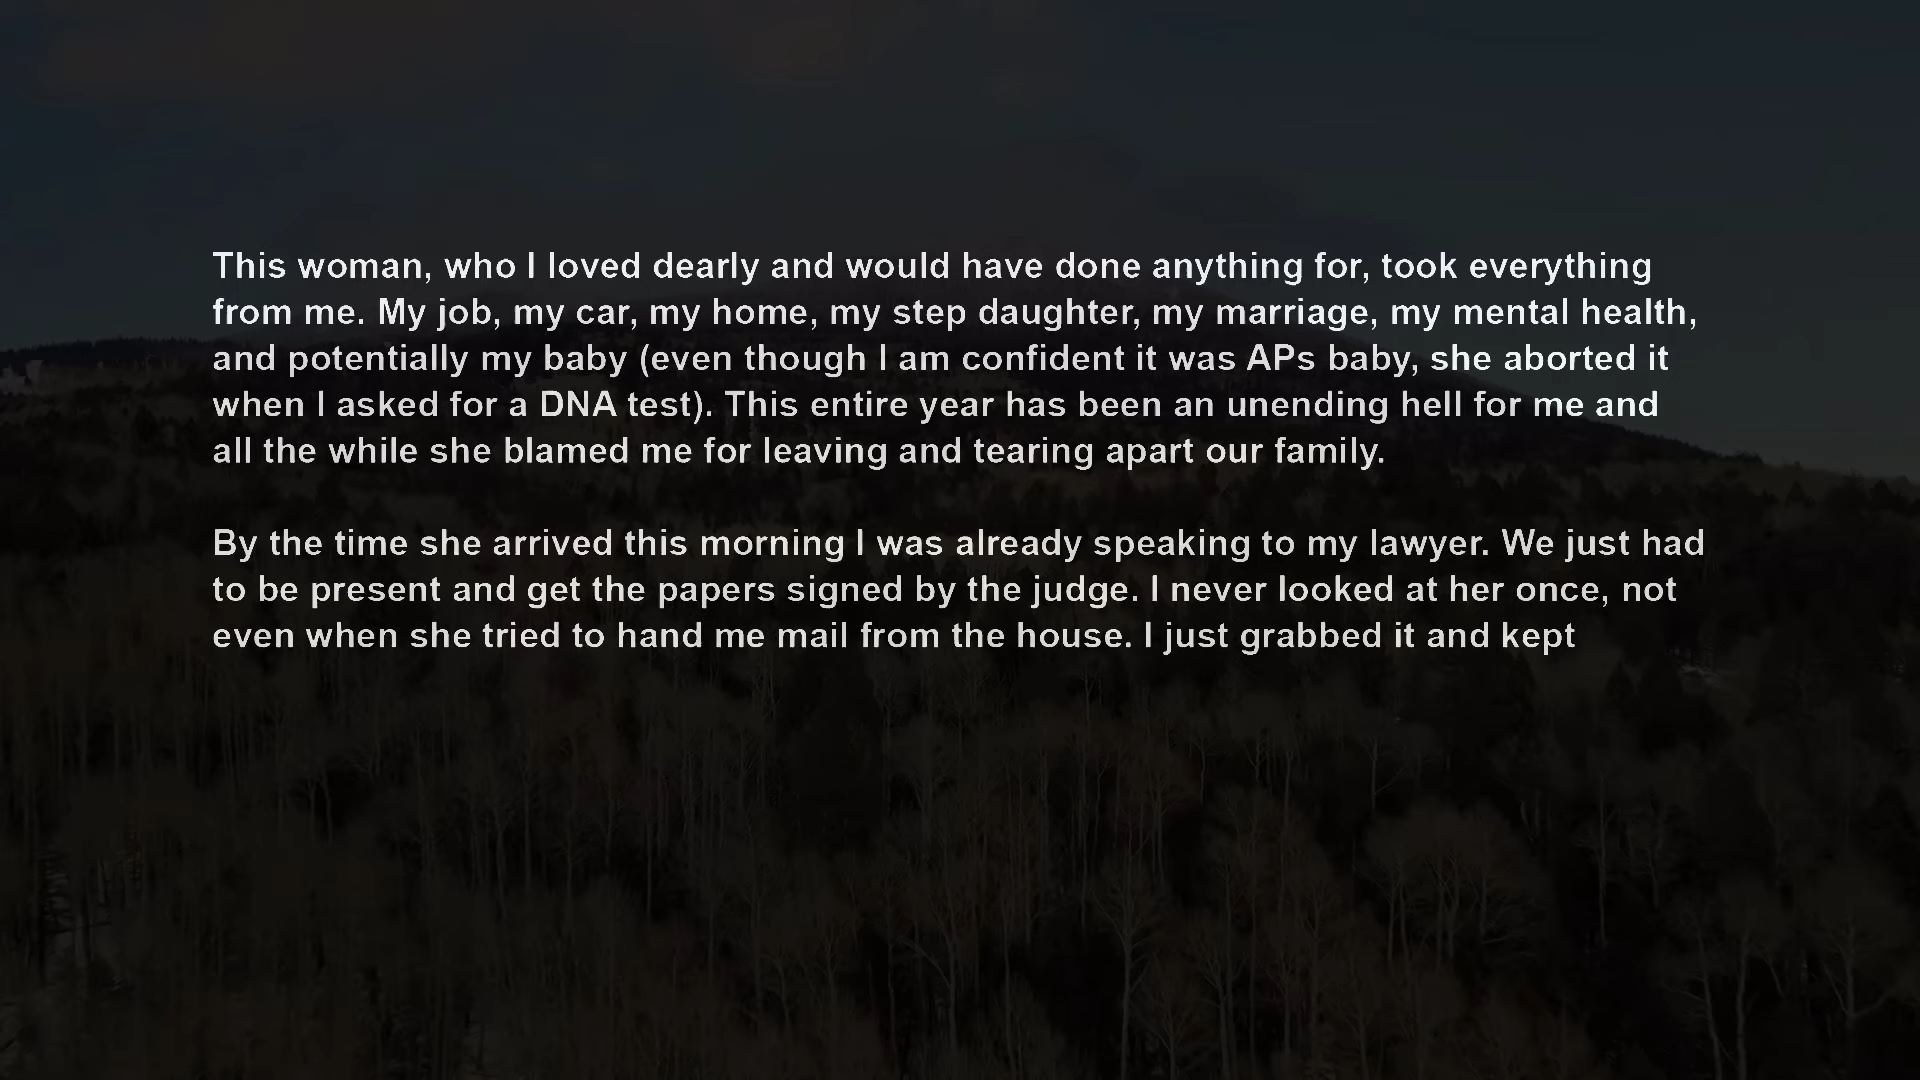 This woman, who I loved dearly and would have done anything for, took everything
from me. My job, my car, my home, my step daughter, my marriage, my mental health,
and potentially my baby (even though I am confident it was APs baby, she aborted it
when I asked for a DNA test). This entire year has been an unending hell for me and
all the while she blamed me for leaving and tearing apart our family.
By the time she arrived this morning I was already speaking to my lawyer. We just had
to be present and get the papers signed by the judge. I never looked at her once, not
even when she tried to hand me mail from the house. I just grabbed it and kept